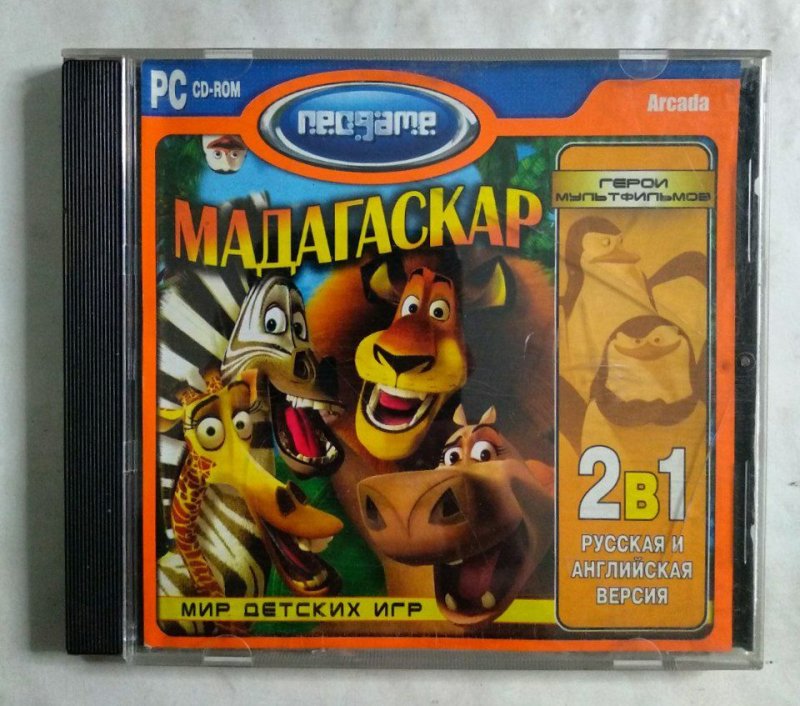 PC CD-ROM
neogame
Arcada
МАДАГАСКАР
ГЕРОИ
МУЛЬТФИЛЬМОВ
2в1
РУССКАЯ И
АНГЛИЙСКАЯ
ВЕРСИЯ
МИР ДЕТСКИХ ИГР